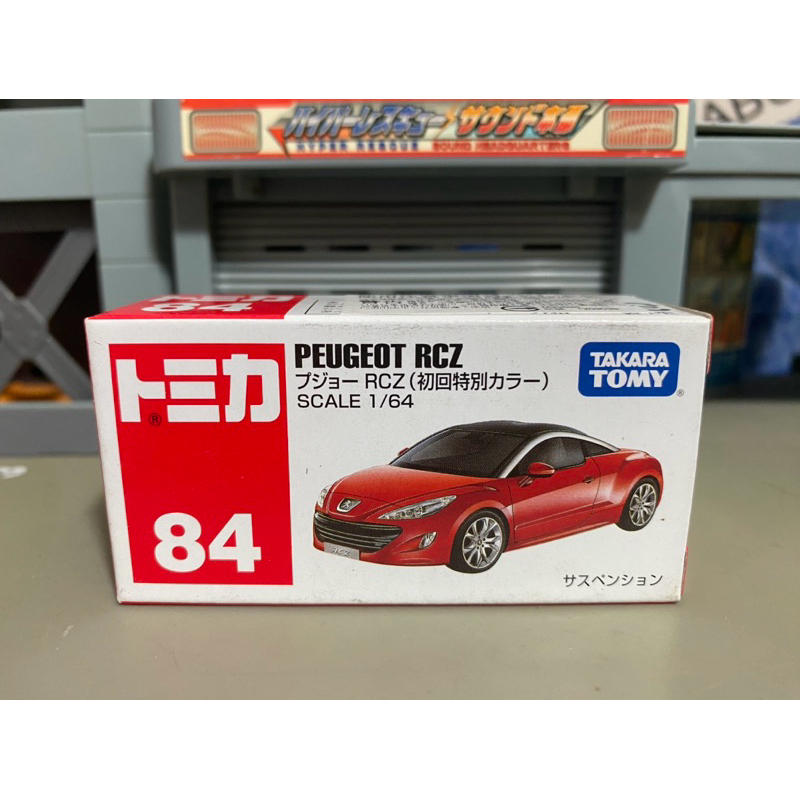 ハイパーレスキュー サウンド本部
HYPER RESCUE SOUND HEADQUARTERS
ABC
84
トミカ
®
84
PEUGEOT RCZ
プジョー RCZ(初回特別カラー)
SCALE 1/64
TAKARA
TOMY
®
RCZ
サスペンション